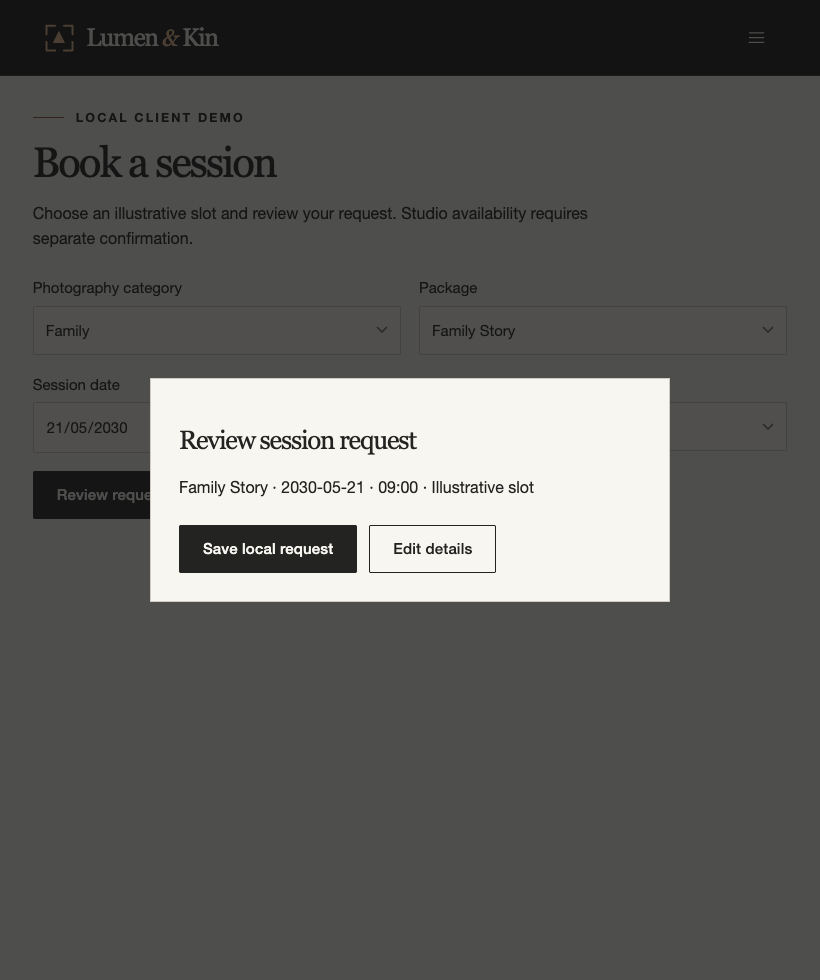 Lumen & Kin
LOCAL CLIENT DEMO
Book a session
Choose an illustrative slot and review your request. Studio availability requires
separate confirmation.
Photography category
Package
Family
Family Story
Session date
21/05/2030
Review session request
Family Story · 2030-05-21 · 09:00 · Illustrative slot
Save local request
Edit details
Review